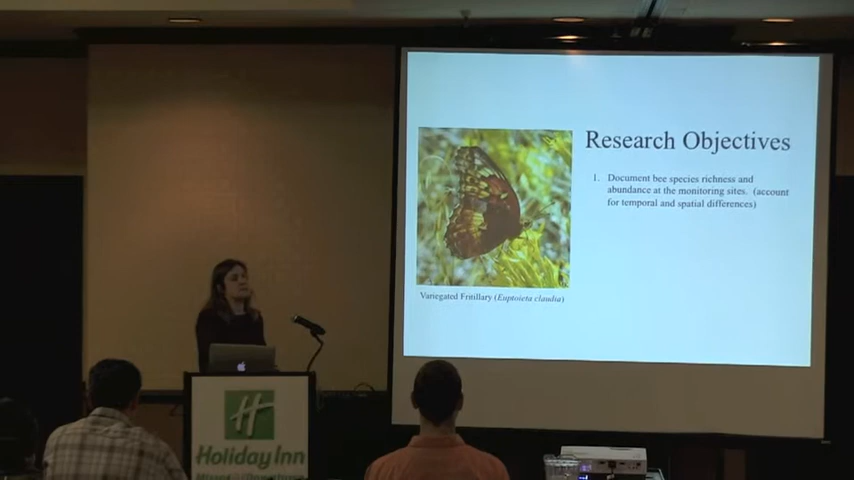 Research Objectives
1. Document bee species richness and
abundance at the monitoring sites. (account
for temporal and spatial differences)
Variegated Fritillary (Euptoieta claudia)
H
Holiday Inn